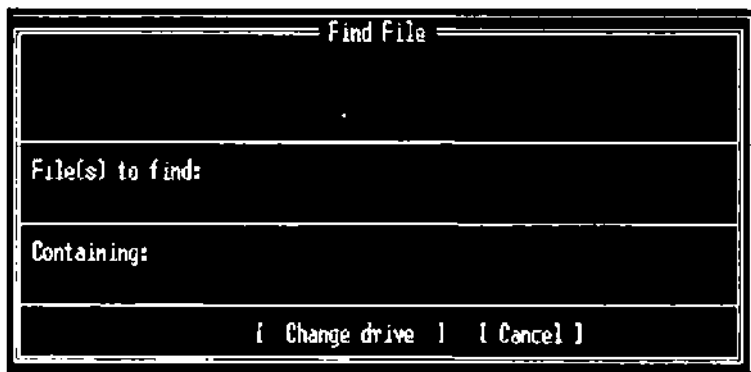 Find File
File(s) to find:
Containing:
[ Change drive ] [ Cancel ]